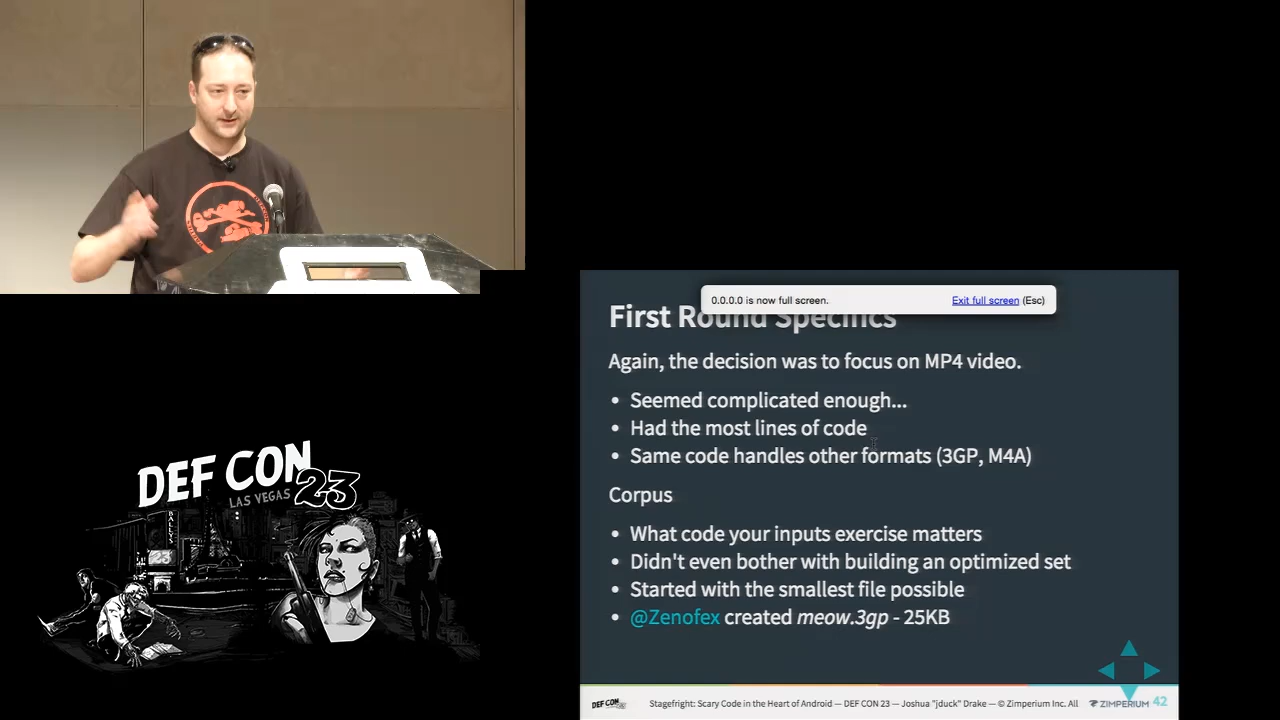 0.0.0.0 is now full screen.
Exit full screen (Esc)
First Round Specifics
Again, the decision was to focus on MP4 video.
• Seemed complicated enough...
• Had the most lines of code
• Same code handles other formats (3GP, M4A)
Corpus
• What code your inputs exercise matters
• Didn't even bother with building an optimized set
• Started with the smallest file possible
• @Zenofex created meow.3gp - 25KB
DEF CON
Stagefright: Scary Code in the Heart of Android — DEF CON 23 — Joshua "jduck" Drake — © Zimperium Inc. All
ZIMPERIUM 42
DEF CON 23
LAS VEGAS
BALLYS